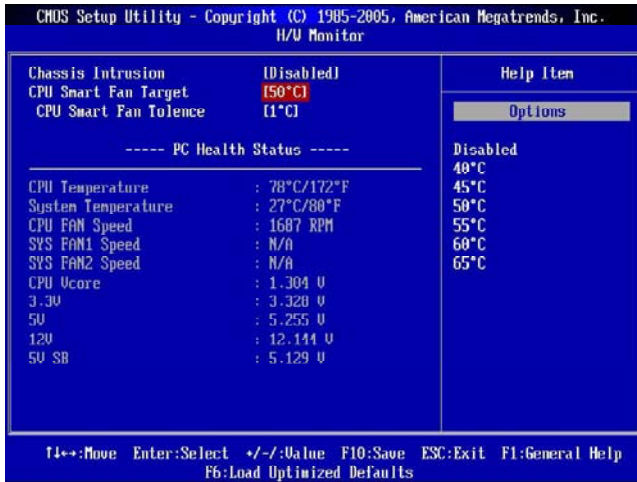 CMOS Setup Utility - Copyright (C) 1985-2005, American Megatrends, Inc.
H/W Monitor
Chassis Intrusion [Disabled]
CPU Smart Fan Target [50°C]
CPU Smart Fan Tolence [1°C]
----- PC Health Status -----
CPU Temperature : 78°C/172°F
System Temperature : 27°C/80°F
CPU FAN Speed : 1687 RPM
SYS FAN1 Speed : N/A
SYS FAN2 Speed : N/A
CPU Vcore : 1.304 V
3.3V : 3.328 V
5V : 5.255 V
12V : 12.144 V
5V SB : 5.129 V
Help Item
Options
Disabled
40°C
45°C
50°C
55°C
60°C
65°C
↑↓←→:Move Enter:Select +/-/:Value F10:Save ESC:Exit F1:General Help
F6:Load Optimized Defaults